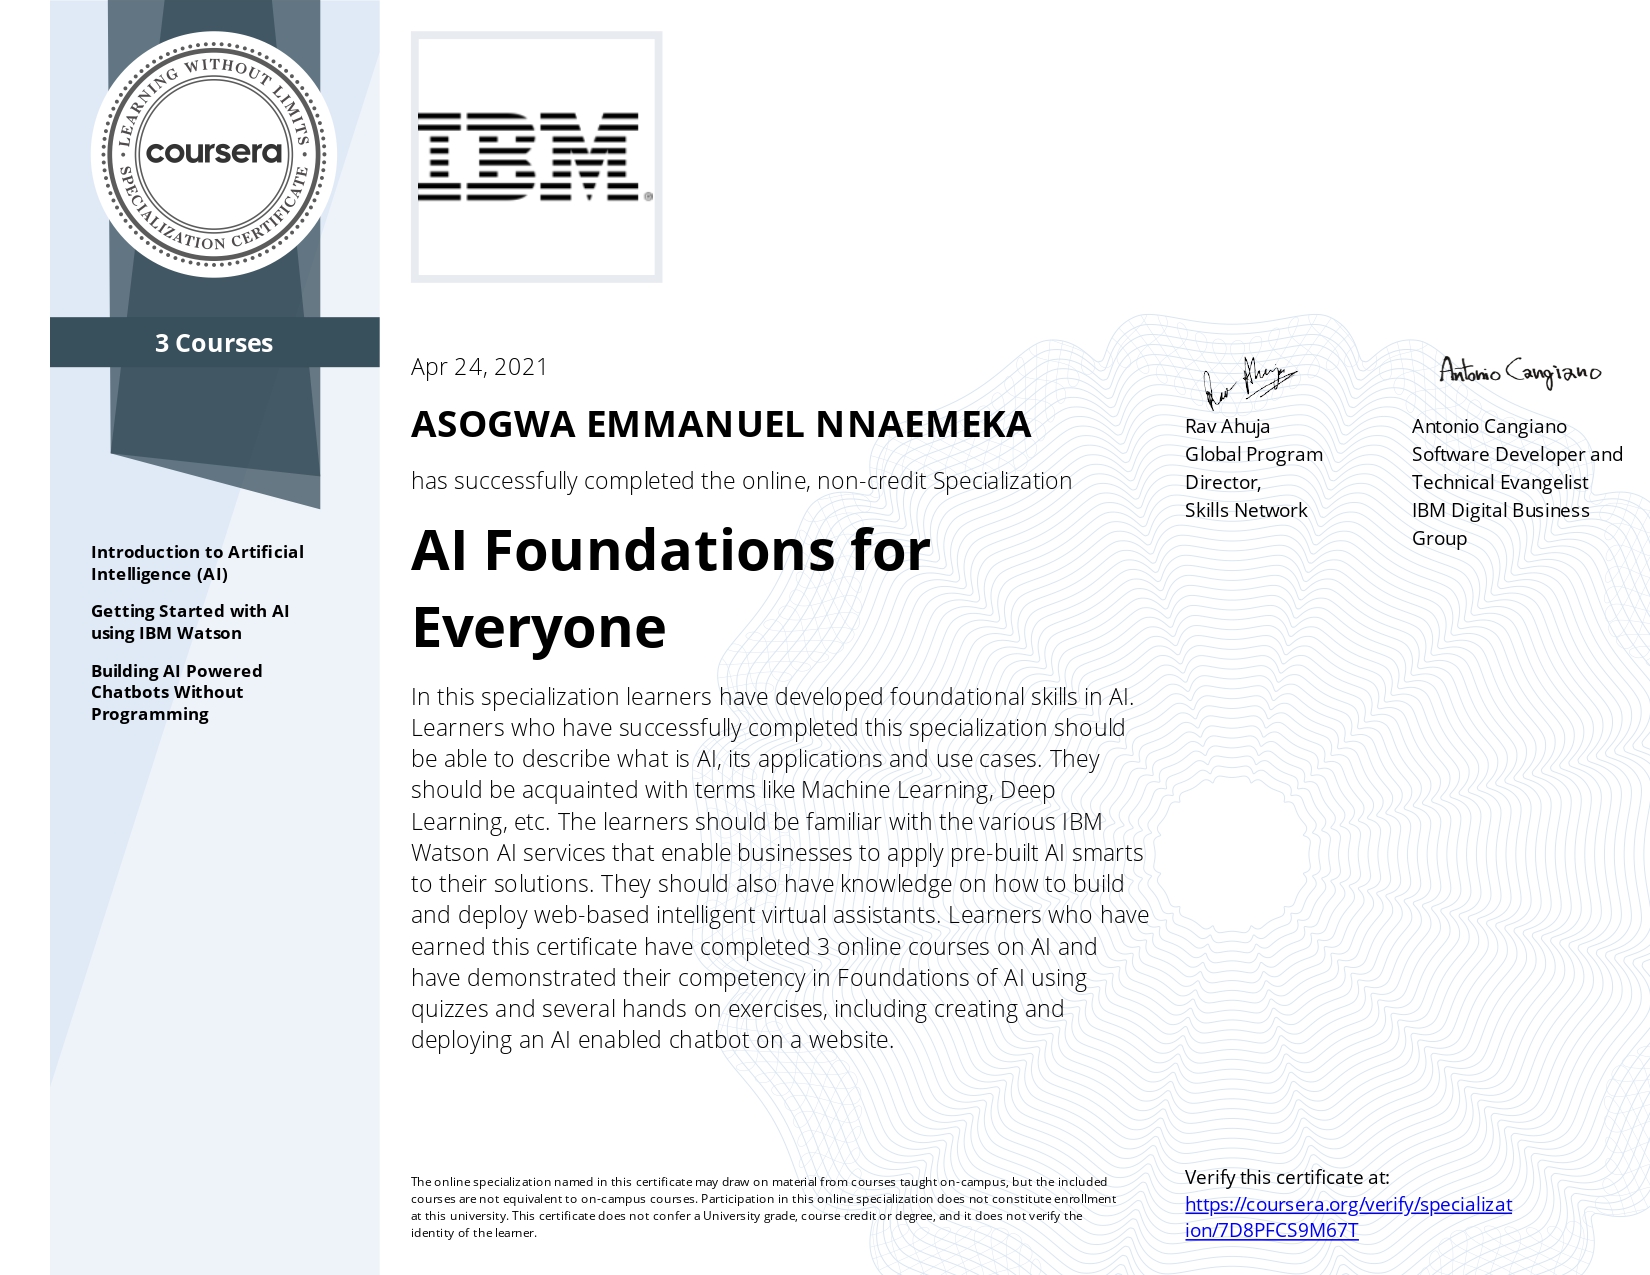 LEARNING WITHOUT LIMITS
coursera
SPECIALIZATION CERTIFICATE
3 Courses
Introduction to Artificial
Intelligence (AI)
Getting Started with AI
using IBM Watson
Building AI Powered
Chatbots Without
Programming
IBM®
Apr 24, 2021
ASOGWA EMMANUEL NNAEMEKA
has successfully completed the online, non-credit Specialization
AI Foundations for
Everyone
In this specialization learners have developed foundational skills in AI.
Learners who have successfully completed this specialization should
be able to describe what is AI, its applications and use cases. They
should be acquainted with terms like Machine Learning, Deep
Learning, etc. The learners should be familiar with the various IBM
Watson AI services that enable businesses to apply pre-built AI smarts
to their solutions. They should also have knowledge on how to build
and deploy web-based intelligent virtual assistants. Learners who have
earned this certificate have completed 3 online courses on AI and
have demonstrated their competency in Foundations of AI using
quizzes and several hands on exercises, including creating and
deploying an AI enabled chatbot on a website.
Rav Ahuja
Rav Ahuja
Global Program
Director,
Skills Network
Antonio Cangiano
Antonio Cangiano
Software Developer and
Technical Evangelist
IBM Digital Business
Group
The online specialization named in this certificate may draw on material from courses taught on-campus, but the included
courses are not equivalent to on-campus courses. Participation in this online specialization does not constitute enrollment
at this university. This certificate does not confer a University grade, course credit or degree, and it does not verify the
identity of the learner.
Verify this certificate at:
https://coursera.org/verify/specializat
ion/7D8PFCS9M67T